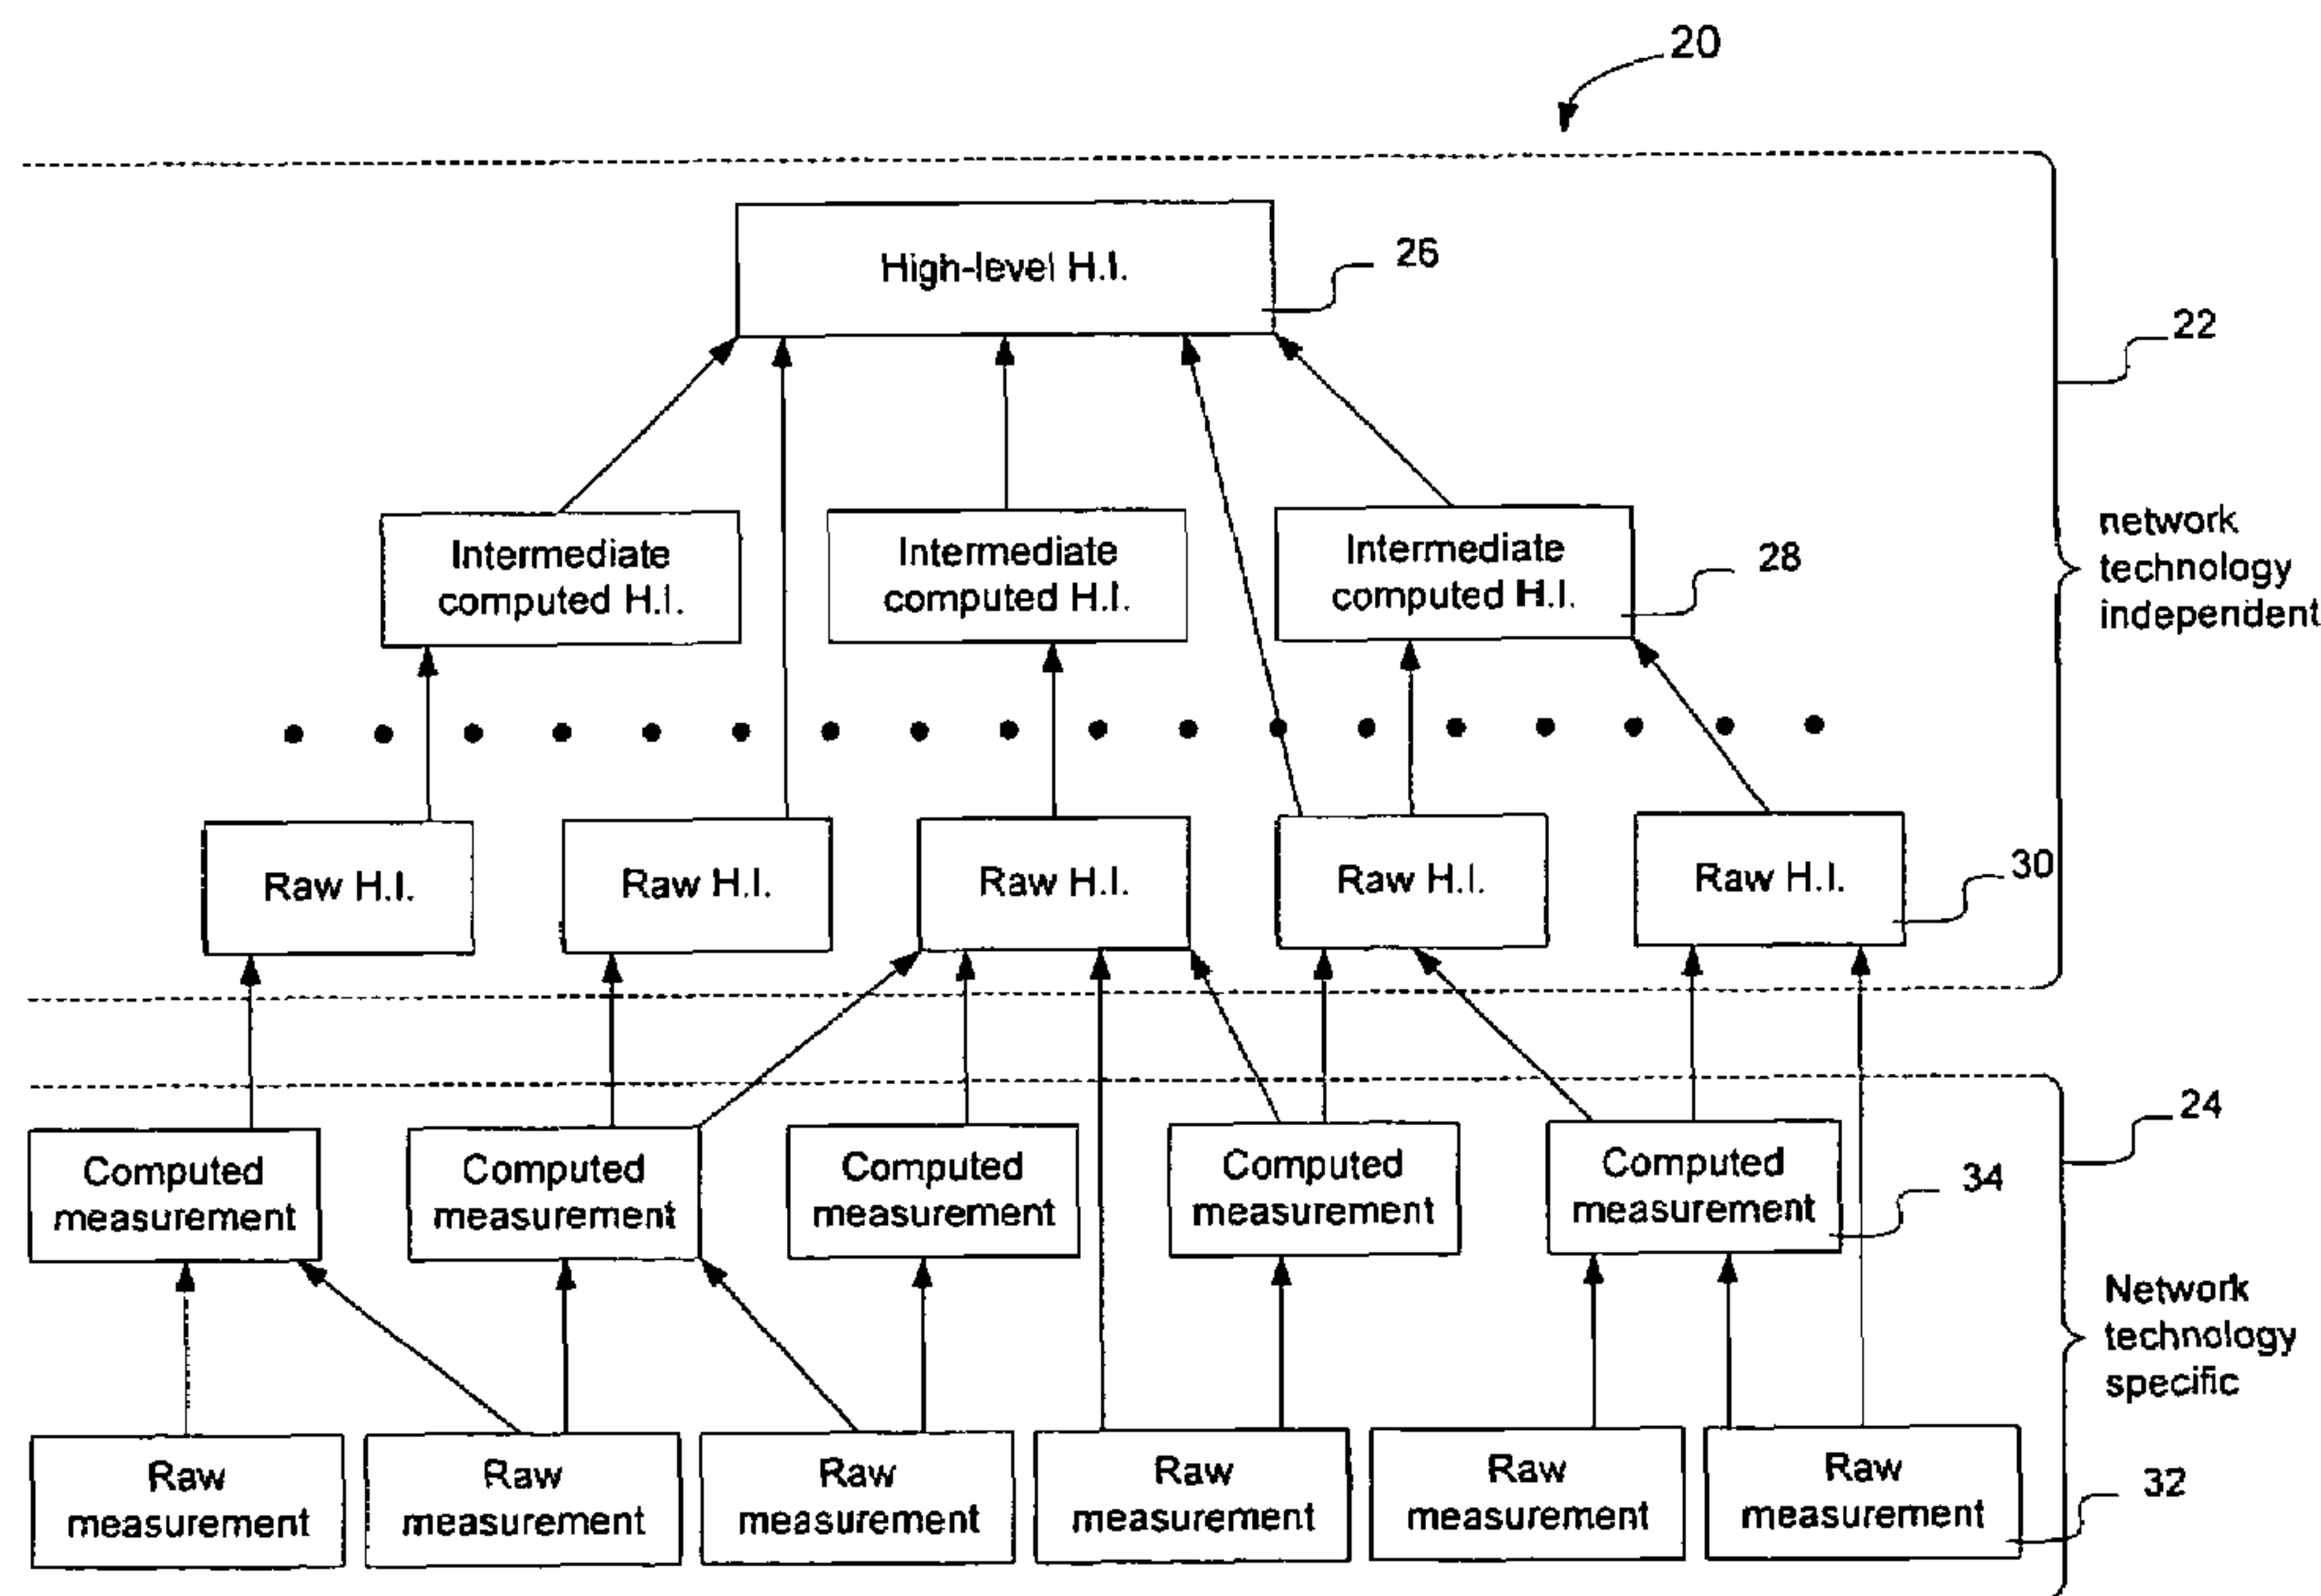 20
High-level H.I.
26
22
network
technology
independent
Intermediate
computed H.I.
Intermediate
computed H.I.
Intermediate
computed H.I.
28
Raw H.I.
Raw H.I.
Raw H.I.
Raw H.I.
Raw H.I.
30
24
Computed
measurement
Computed
measurement
Computed
measurement
Computed
measurement
Computed
measurement
34
Network
technology
specific
Raw
measurement
Raw
measurement
Raw
measurement
Raw
measurement
Raw
measurement
Raw
measurement
32